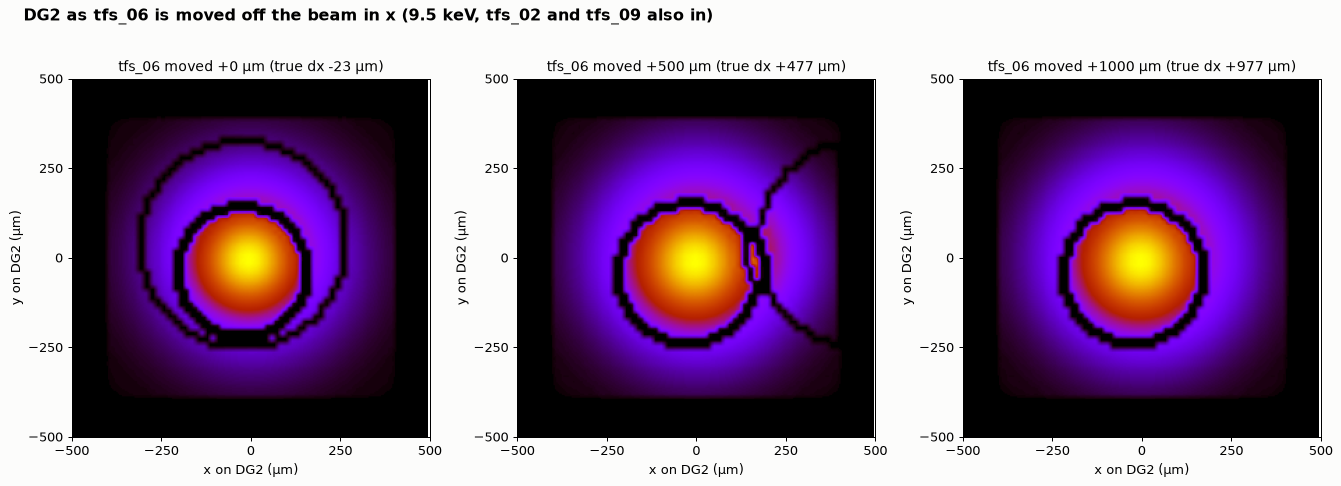 DG2 as tfs_06 is moved off the beam in x (9.5 keV, tfs_02 and tfs_09 also in)
tfs_06 moved +0 μm (true dx -23 μm)
500
250
0
−250
−500
y on DG2 (μm)
−500 −250 0 250 500
x on DG2 (μm)
tfs_06 moved +500 μm (true dx +477 μm)
500
250
0
−250
−500
y on DG2 (μm)
−500 −250 0 250 500
x on DG2 (μm)
tfs_06 moved +1000 μm (true dx +977 μm)
500
250
0
−250
−500
y on DG2 (μm)
−500 −250 0 250 500
x on DG2 (μm)